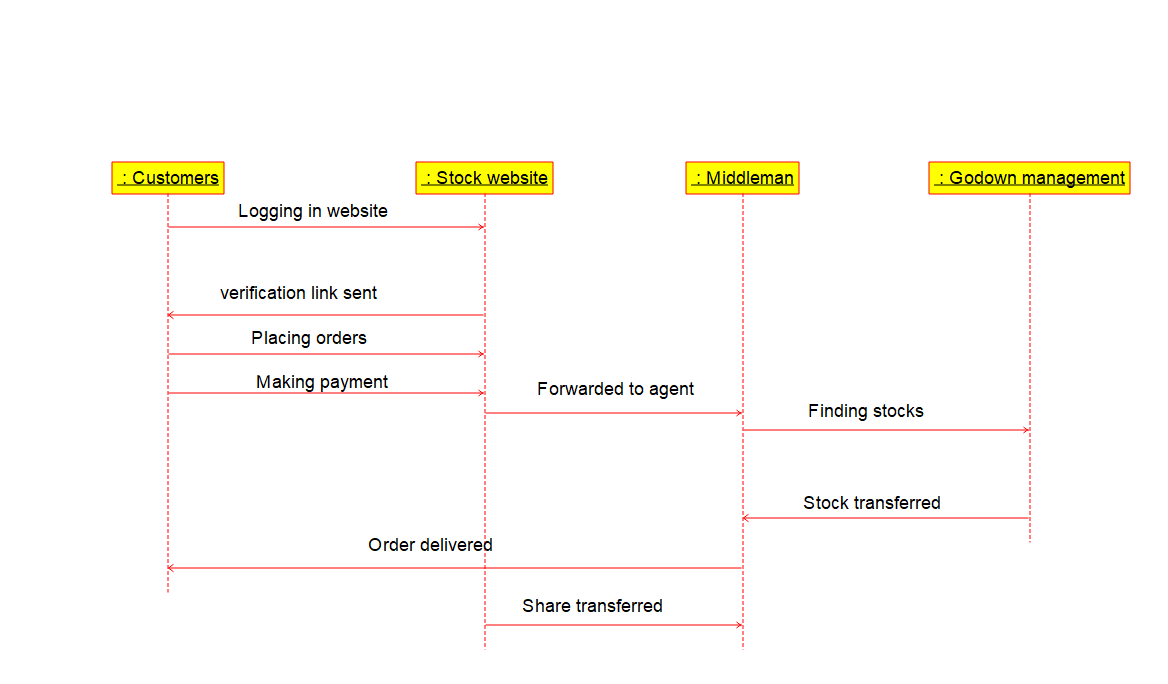 : Customers
: Stock website
: Middleman
: Godown management
Logging in website
verification link sent
Placing orders
Making payment
Forwarded to agent
Finding stocks
Stock transferred
Order delivered
Share transferred